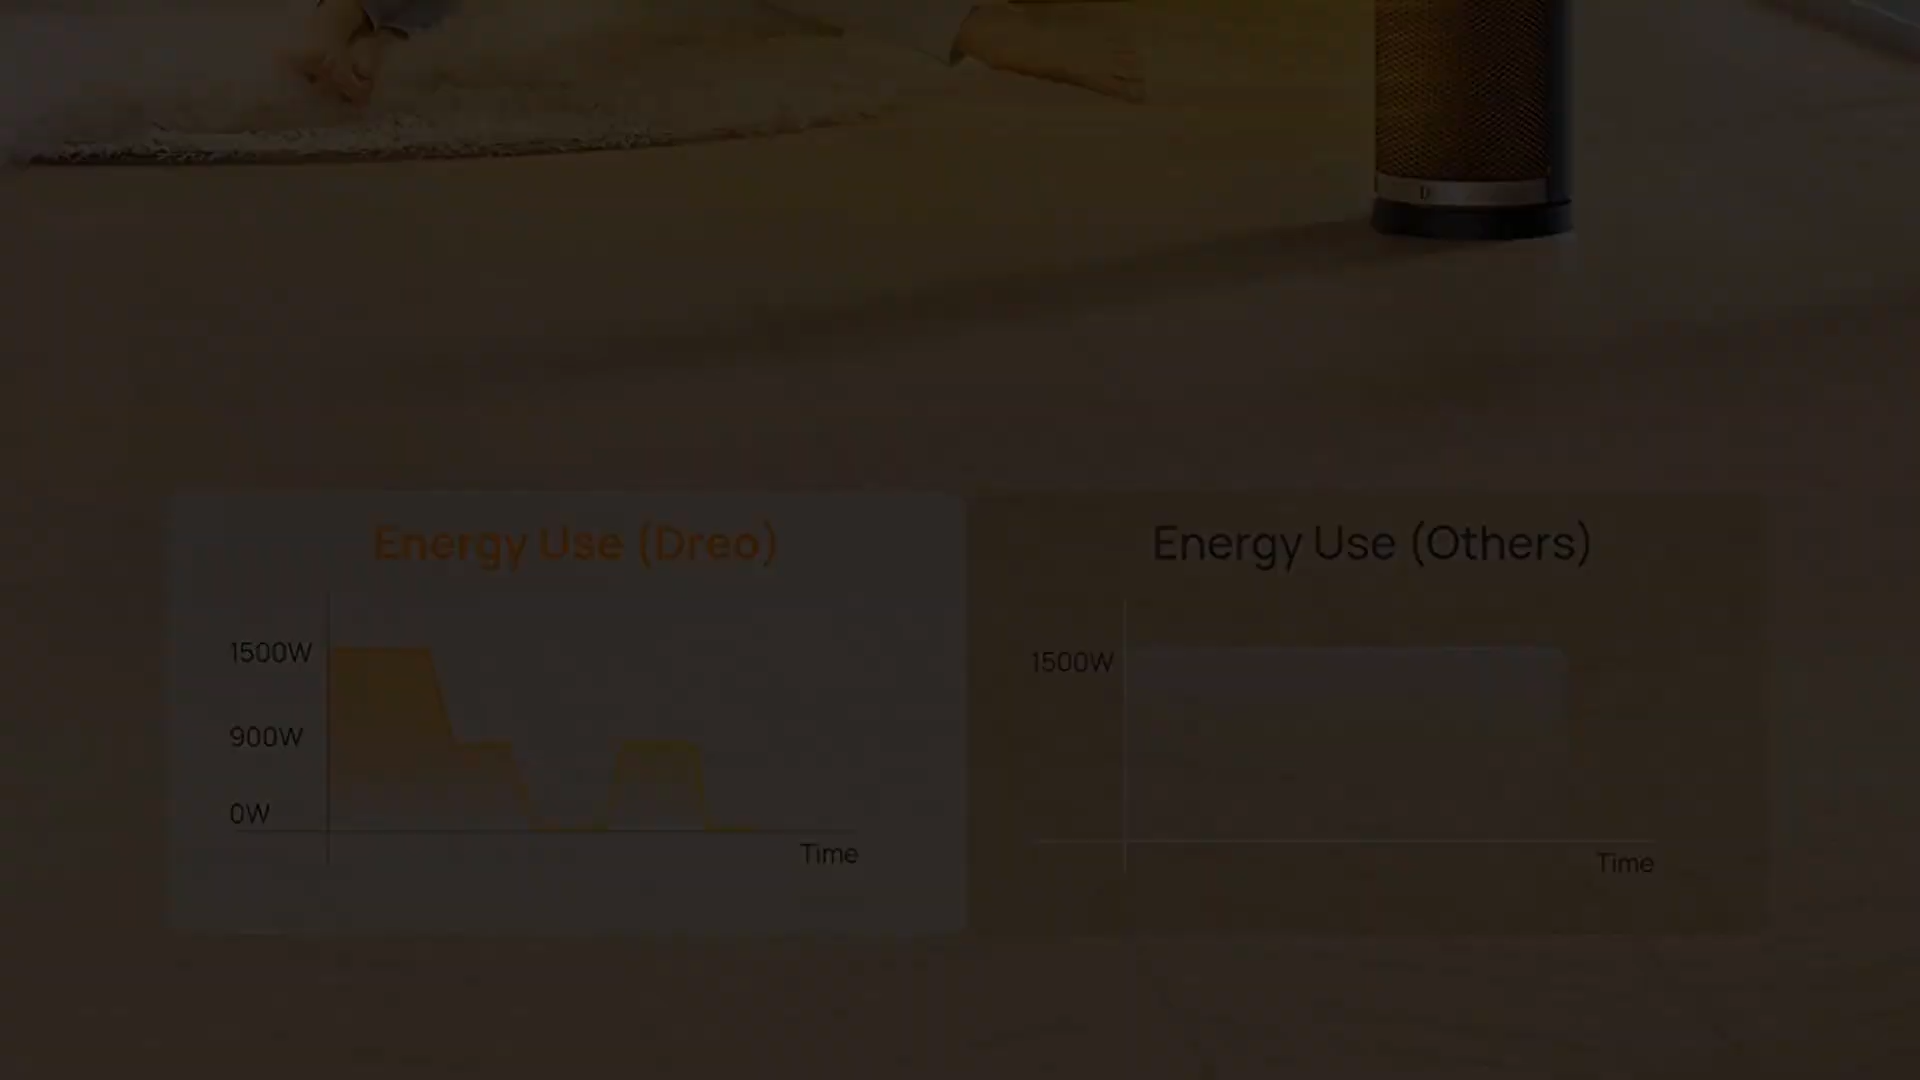 Energy Use (Dreo)
1500W
900W
0W
Time
Energy Use (Others)
1500W
Time